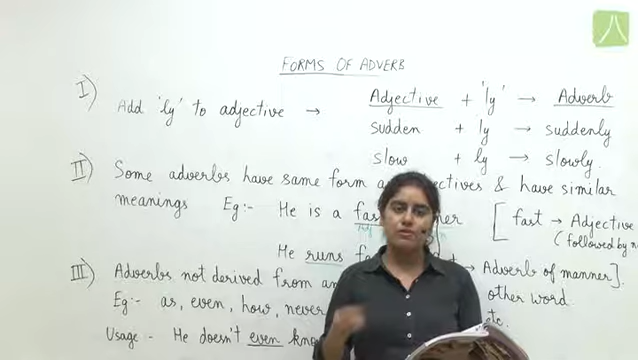 FORMS OF ADVERB
I) Add 'ly' to adjective → Adjective + 'ly' → Adverb
sudden + ly → suddenly
slow + ly → slowly.
II) Some adverbs have same form & have similar
meanings Eg:- He is a [ fast → Adjective
(followed by
He runs → Adverb of manner].
III) Adverbs not derived from other word.
Eg:- as, even, how, never etc.
Usage - He doesn't even